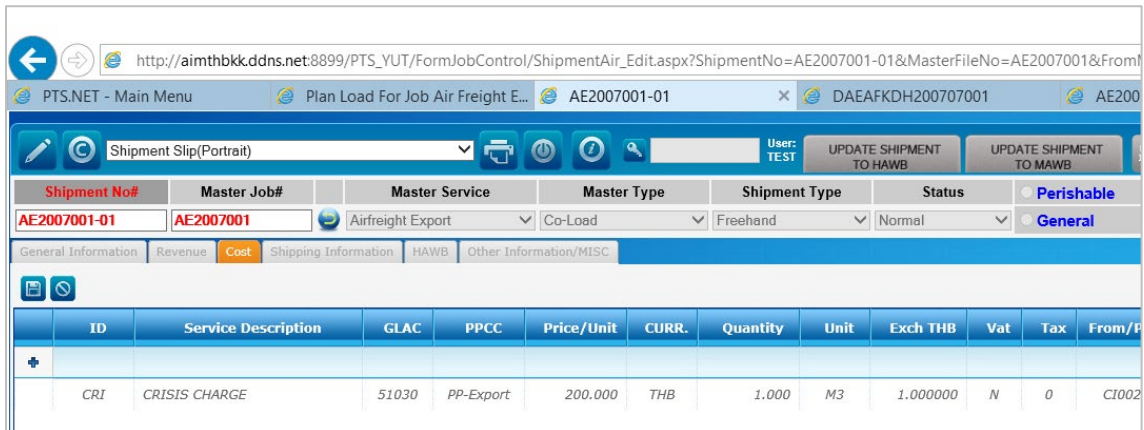 http://aimthbkk.ddns.net:8899/PTS_YUT/FormJobControl/ShipmentAir_Edit.aspx?ShipmentNo=AE2007001-01&MasterFileNo=AE2007001&From
PTS.NET - Main Menu Plan Load For Job Air Freight E... AE2007001-01 DAEAFKDH200707001 AE200
Shipment Slip(Portrait) User: TEST UPDATE SHIPMENT TO HAWB UPDATE SHIPMENT TO MAWB
Shipment No# Master Job# Master Service Master Type Shipment Type Status Perishable
AE2007001-01 AE2007001 Airfreight Export Co-Load Freehand Normal General
General Information Revenue Cost Shipping Information HAWB Other Information/MISC
ID Service Description GLAC PPCC Price/Unit CURR. Quantity Unit Exch THB Vat Tax From/
CRI CRISIS CHARGE 51030 PP-Export 200.000 THB 1.000 M3 1.000000 N 0 CI002